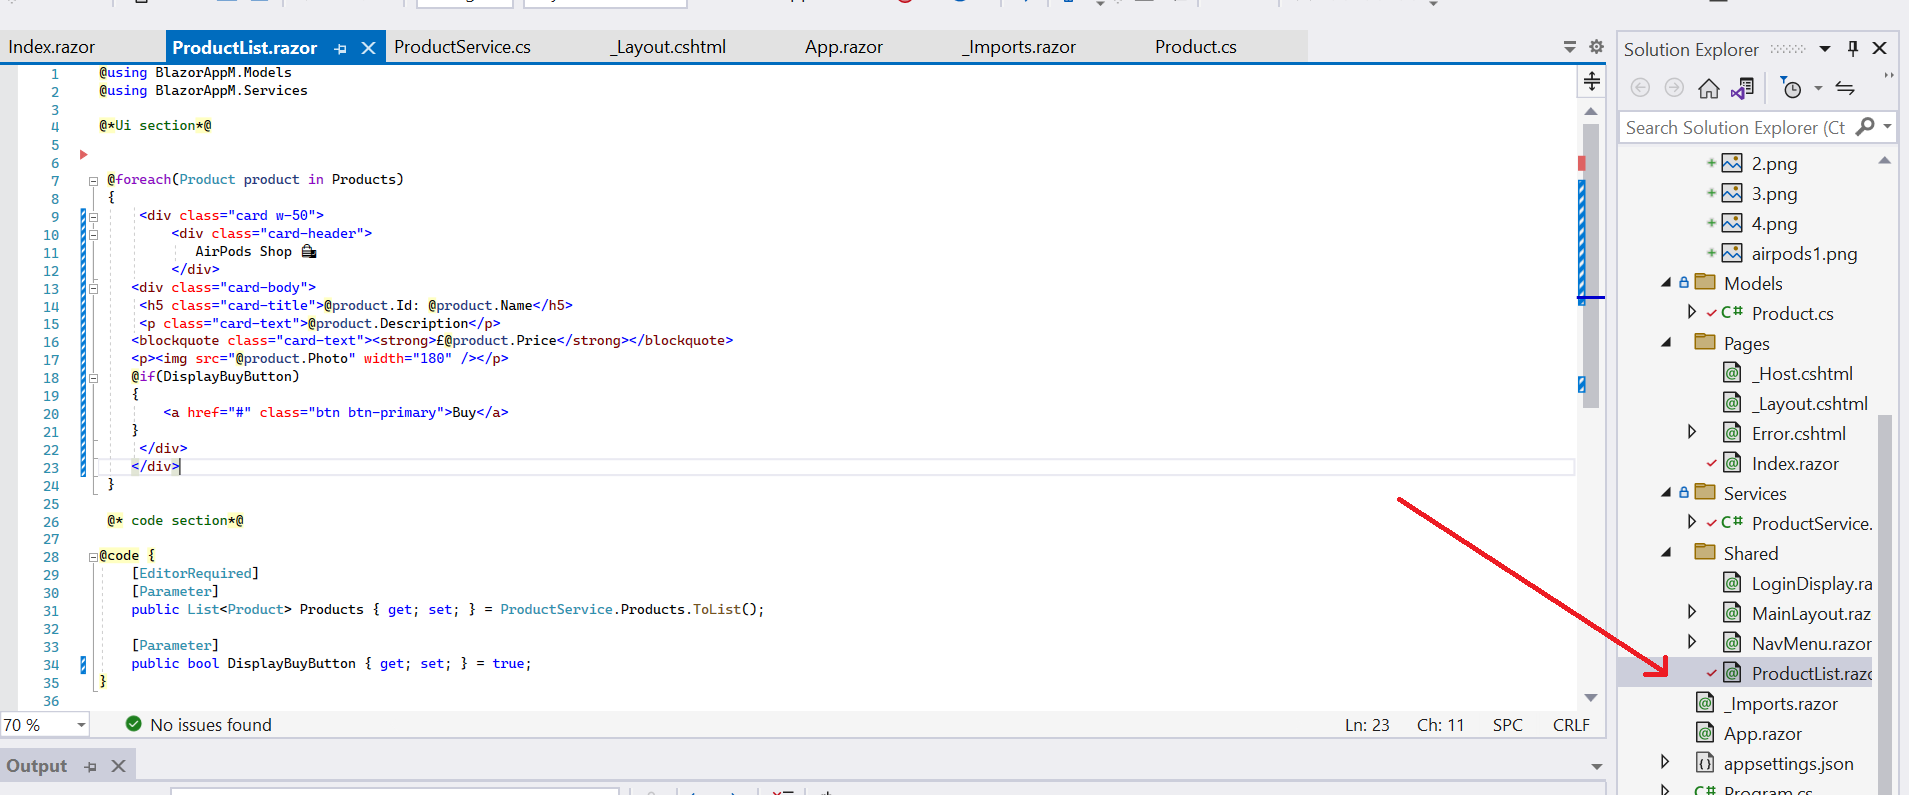 Index.razor ProductList.razor ProductService.cs _Layout.cshtml App.razor _Imports.razor Product.cs
1 @using BlazorAppM.Models
2 @using BlazorAppM.Services
3
4 @*Ui section*@
5
6
7 @foreach(Product product in Products)
8 {
9 <div class="card w-50">
10 <div class="card-header">
11 AirPods Shop
12 </div>
13 <div class="card-body">
14 <h5 class="card-title">@product.Id: @product.Name</h5>
15 <p class="card-text">@product.Description</p>
16 <blockquote class="card-text"><strong>£@product.Price</strong></blockquote>
17 <p><img src="@product.Photo" width="180" /></p>
18 @if(DisplayBuyButton)
19 {
20 <a href="#" class="btn btn-primary">Buy</a>
21 }
22 </div>
23 </div>
24 }
25
26 @* code section*@
27
28 @code {
29 [EditorRequired]
30 [Parameter]
31 public List<Product> Products { get; set; } = ProductService.Products.ToList();
32
33 [Parameter]
34 public bool DisplayBuyButton { get; set; } = true;
35 }
36
70 % No issues found Ln: 23 Ch: 11 SPC CRLF
Output
Solution Explorer
Search Solution Explorer (Ct
2.png
3.png
4.png
airpods1.png
Models
C# Product.cs
Pages
_Host.cshtml
_Layout.cshtml
Error.cshtml
Index.razor
Services
C# ProductService.
Shared
LoginDisplay.ra
MainLayout.raz
NavMenu.razor
ProductList.razo
_Imports.razor
App.razor
appsettings.json
C# Program.cs